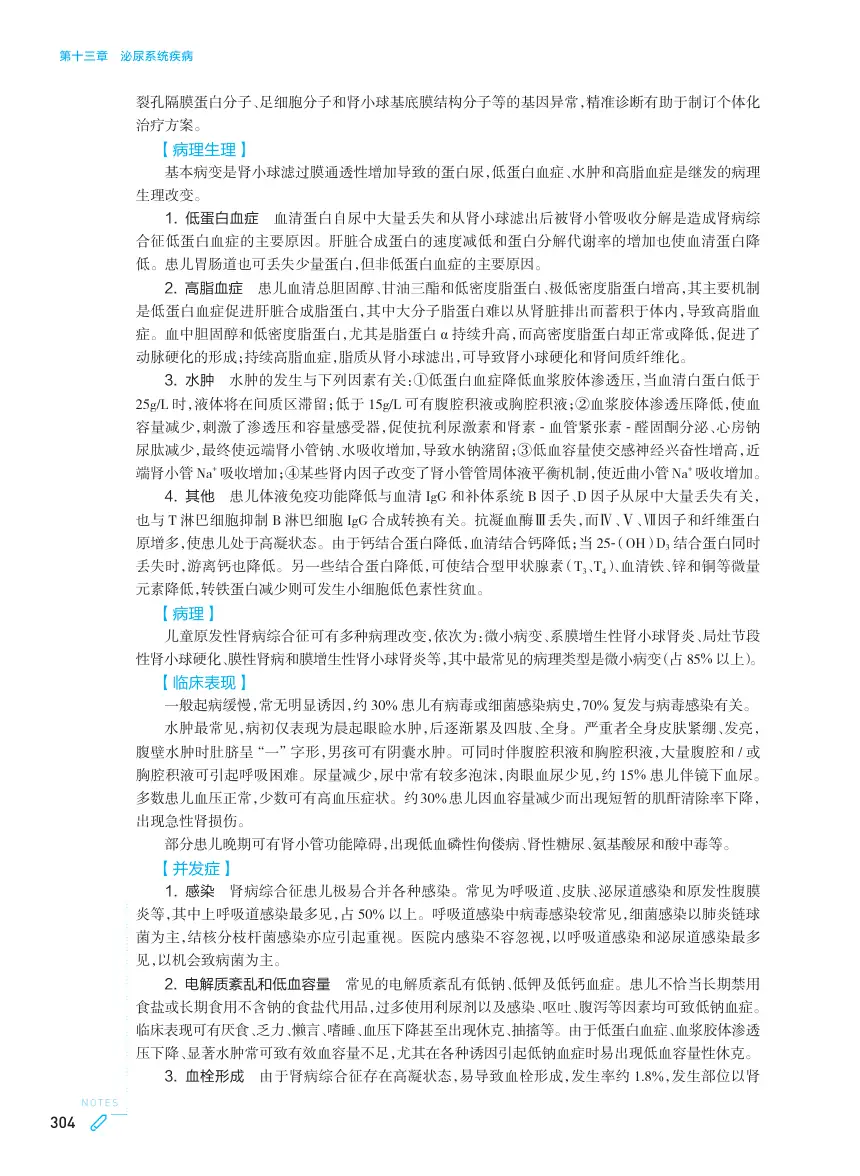 第十三章 泌尿系统疾病
裂孔隔膜蛋白分子、足细胞分子和肾小球基底膜结构分子等的基因异常，精准诊断有助于制订个体化
治疗方案。
【病理生理】
基本病变是肾小球滤过膜通透性增加导致的蛋白尿，低蛋白血症、水肿和高脂血症是继发的病理
生理改变。
1. 低蛋白血症 血清蛋白自尿中大量丢失和从肾小球滤出后被肾小管吸收分解是造成肾病综
合征低蛋白血症的主要原因。肝脏合成蛋白的速度减低和蛋白分解代谢率的增加也使血清蛋白降
低。患儿胃肠道也可丢失少量蛋白，但非低蛋白血症的主要原因。
2. 高脂血症 患儿血清总胆固醇、甘油三酯和低密度脂蛋白、极低密度脂蛋白增高，其主要机制
是低蛋白血症促进肝脏合成脂蛋白，其中大分子脂蛋白难以从肾脏排出而蓄积于体内，导致高脂血
症。血中胆固醇和低密度脂蛋白，尤其是脂蛋白 α 持续升高，而高密度脂蛋白却正常或降低，促进了
动脉硬化的形成；持续高脂血症，脂质从肾小球滤出，可导致肾小球硬化和肾间质纤维化。
3. 水肿 水肿的发生与下列因素有关：①低蛋白血症降低血浆胶体渗透压，当血清白蛋白低于
25g/L 时，液体将在间质区滞留；低于 15g/L 可有腹腔积液或胸腔积液；②血浆胶体渗透压降低，使血
容量减少，刺激了渗透压和容量感受器，促使抗利尿激素和肾素 - 血管紧张素 - 醛固酮分泌、心房钠
尿肽减少，最终使远端肾小管钠、水吸收增加，导致水钠潴留；③低血容量使交感神经兴奋性增高，近
端肾小管 Na⁺ 吸收增加；④某些肾内因子改变了肾小管管周体液平衡机制，使近曲小管 Na⁺ 吸收增加。
4. 其他 患儿体液免疫功能降低与血清 IgG 和补体系统 B 因子、D 因子从尿中大量丢失有关，
也与 T 淋巴细胞抑制 B 淋巴细胞 IgG 合成转换有关。抗凝血酶Ⅲ丢失，而Ⅳ、Ⅴ、Ⅶ因子和纤维蛋白
原增多，使患儿处于高凝状态。由于钙结合蛋白降低，血清结合钙降低；当 25-（OH）D₃ 结合蛋白同时
丢失时，游离钙也降低。另一些结合蛋白降低，可使结合型甲状腺素（T₃、T₄）、血清铁、锌和铜等微量
元素降低，转铁蛋白减少则可发生小细胞低色素性贫血。
【病理】
儿童原发性肾病综合征可有多种病理改变，依次为：微小病变、系膜增生性肾小球肾炎、局灶节段
性肾小球硬化、膜性肾病和膜增生性肾小球肾炎等，其中最常见的病理类型是微小病变（占 85% 以上）。
【临床表现】
一般起病缓慢，常无明显诱因，约 30% 患儿有病毒或细菌感染病史，70% 复发与病毒感染有关。
水肿最常见，病初仅表现为晨起眼睑水肿，后逐渐累及四肢、全身。严重者全身皮肤紧绷、发亮，
腹壁水肿时肚脐呈“一”字形，男孩可有阴囊水肿。可同时伴腹腔积液和胸腔积液，大量腹腔和 / 或
胸腔积液可引起呼吸困难。尿量减少，尿中常有较多泡沫，肉眼血尿少见，约 15% 患儿伴镜下血尿。
多数患儿血压正常，少数可有高血压症状。约30%患儿因血容量减少而出现短暂的肌酐清除率下降，
出现急性肾损伤。
部分患儿晚期可有肾小管功能障碍，出现低血磷性佝偻病、肾性糖尿、氨基酸尿和酸中毒等。
【并发症】
1. 感染 肾病综合征患儿极易合并各种感染。常见为呼吸道、皮肤、泌尿道感染和原发性腹膜
炎等，其中上呼吸道感染最多见，占 50% 以上。呼吸道感染中病毒感染较常见，细菌感染以肺炎链球
菌为主，结核分枝杆菌感染亦应引起重视。医院内感染不容忽视，以呼吸道感染和泌尿道感染最多
见，以机会致病菌为主。
2. 电解质紊乱和低血容量 常见的电解质紊乱有低钠、低钾及低钙血症。患儿不恰当长期禁用
食盐或长期食用不含钠的食盐代用品，过多使用利尿剂以及感染、呕吐、腹泻等因素均可致低钠血症。
临床表现可有厌食、乏力、懒言、嗜睡、血压下降甚至出现休克、抽搐等。由于低蛋白血症、血浆胶体渗透
压下降、显著水肿常可致有效血容量不足，尤其在各种诱因引起低钠血症时易出现低血容量性休克。
3. 血栓形成 由于肾病综合征存在高凝状态，易导致血栓形成，发生率约 1.8%，发生部位以肾
NOTES
304